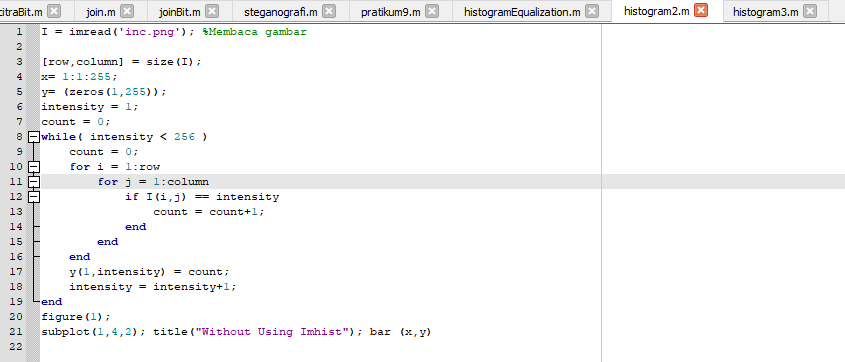 citraBit.m join.m joinBit.m steganografi.m pratikum9.m histogramEqualization.m histogram2.m histogram3.m
1 I = imread('inc.png'); %Membaca gambar
2
3 [row,column] = size(I);
4 x= 1:1:255;
5 y= (zeros(1,255));
6 intensity = 1;
7 count = 0;
8 while( intensity < 256 )
9 count = 0;
10 for i = 1:row
11 for j = 1:column
12 if I(i,j) == intensity
13 count = count+1;
14 end
15 end
16 end
17 y(1,intensity) = count;
18 intensity = intensity+1;
19 end
20 figure(1);
21 subplot(1,4,2); title("Without Using Imhist"); bar (x,y)
22